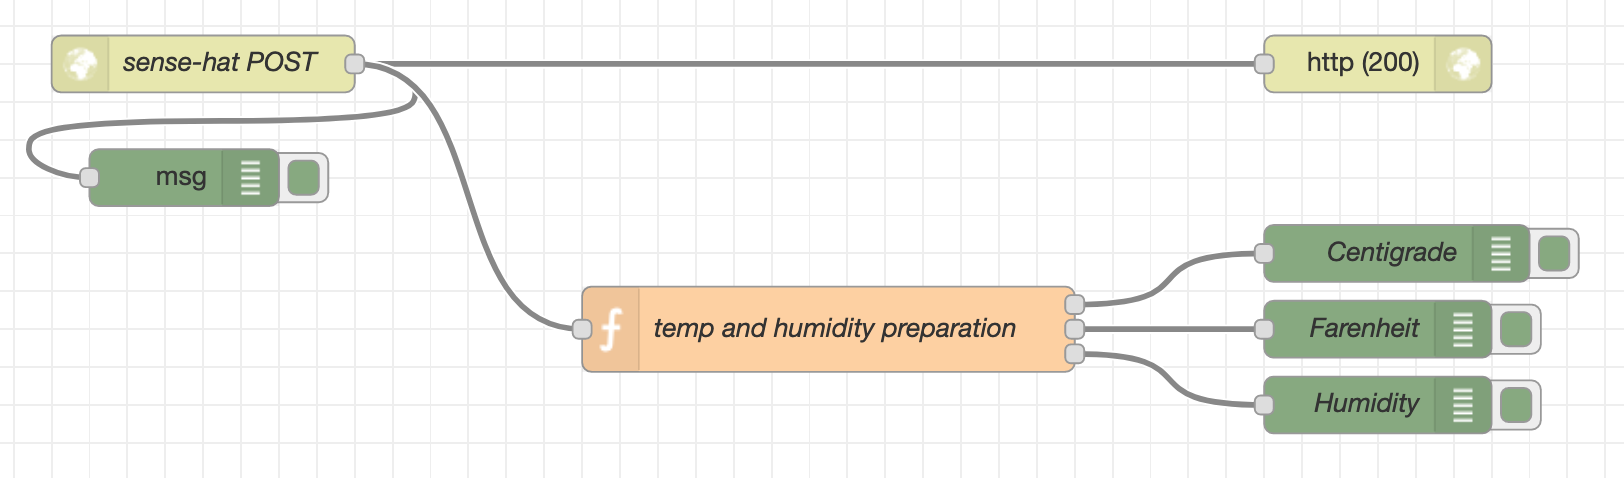 sense-hat POST
http (200)
msg
Centigrade
temp and humidity preparation
Farenheit
Humidity